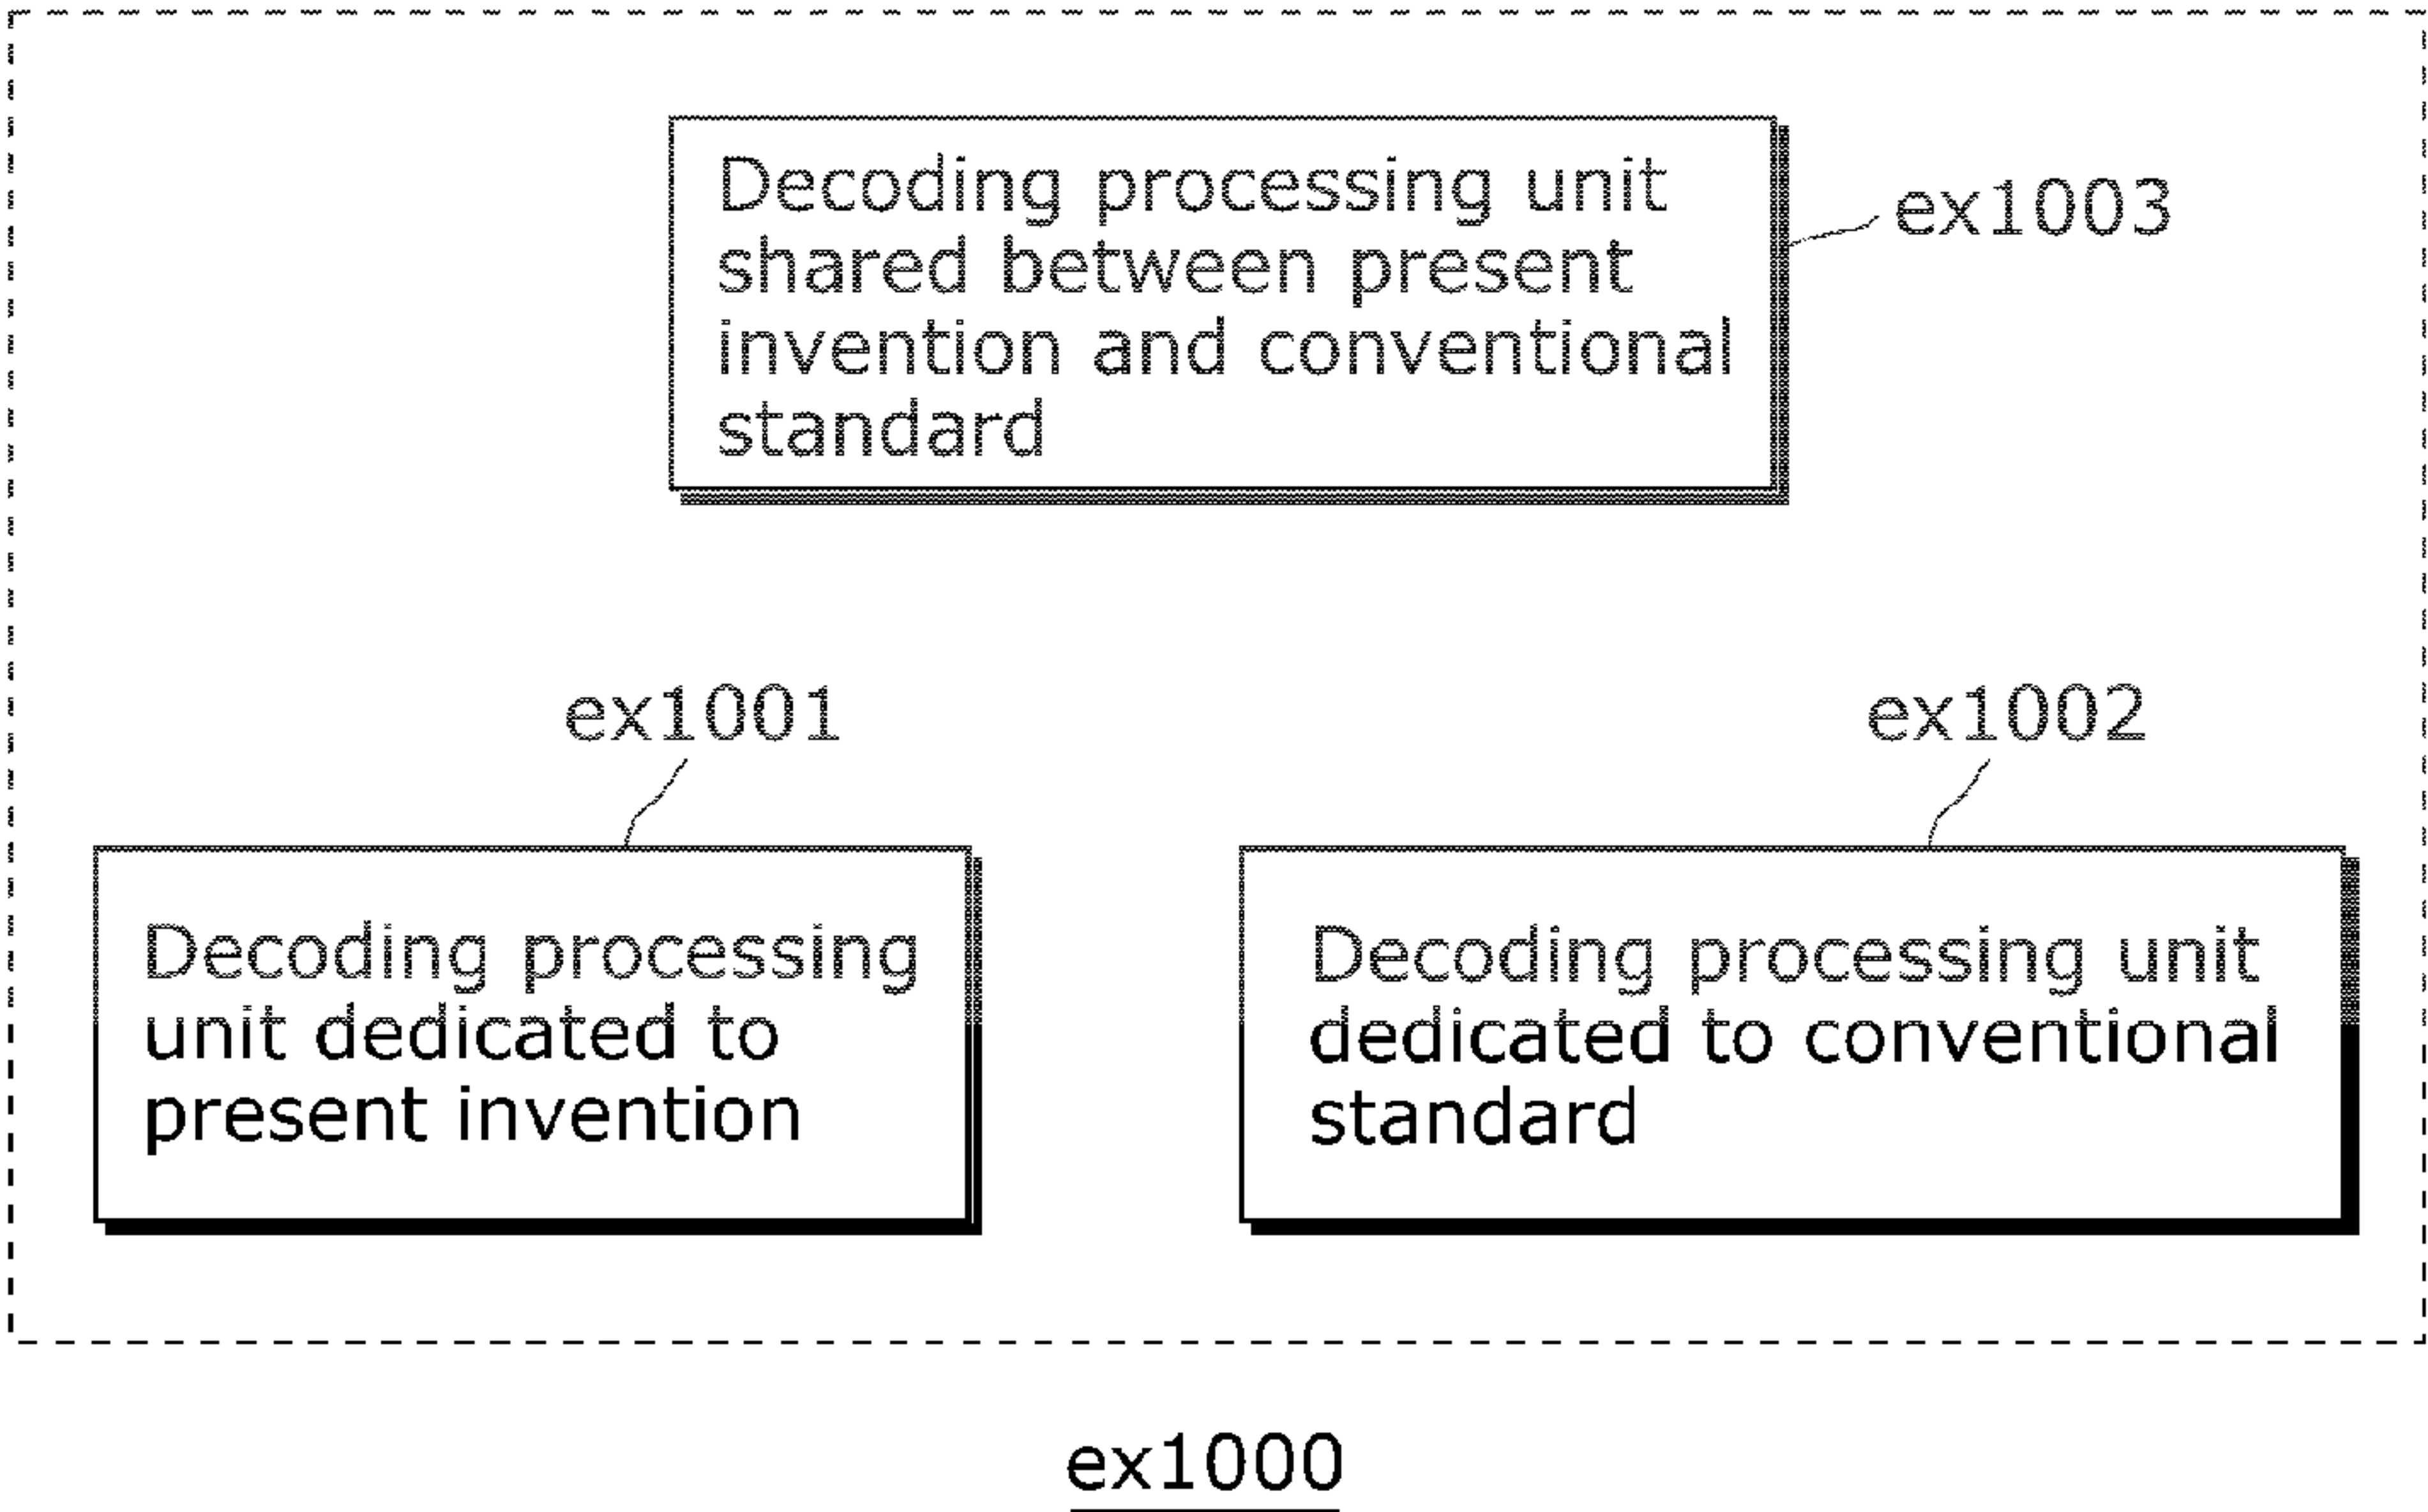 Decoding processing unit
shared between present
invention and conventional
standard
ex1003
ex1001
ex1002
Decoding processing
unit dedicated to
present invention
Decoding processing unit
dedicated to conventional
standard
ex1000